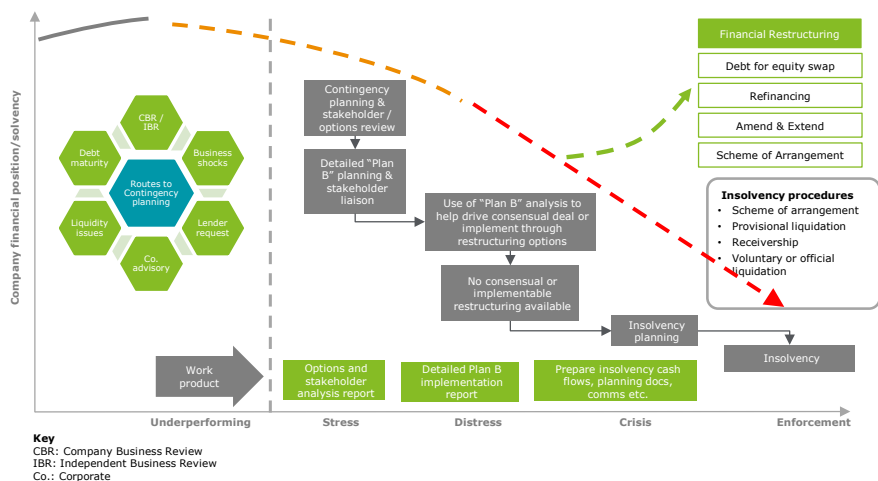 Company financial position/solvency
CBR /
IBR
Debt
maturity
Business
shocks
Routes to
Contingency
planning
Liquidity
issues
Lender
request
Co.
advisory
Contingency
planning &
stakeholder /
options review
Detailed “Plan
B” planning &
stakeholder
liaison
Use of “Plan B” analysis to
help drive consensual deal or
implement through
restructuring options
No consensual or
implementable
restructuring available
Insolvency
planning
Insolvency
Financial Restructuring
Debt for equity swap
Refinancing
Amend & Extend
Scheme of Arrangement
Insolvency procedures
• Scheme of arrangement
• Provisional liquidation
• Receivership
• Voluntary or official
liquidation
Work
product
Options and
stakeholder
analysis report
Detailed Plan B
implementation
report
Prepare insolvency cash
flows, planning docs,
comms etc.
Underperforming
Stress
Distress
Crisis
Enforcement
Key
CBR: Company Business Review
IBR: Independent Business Review
Co.: Corporate